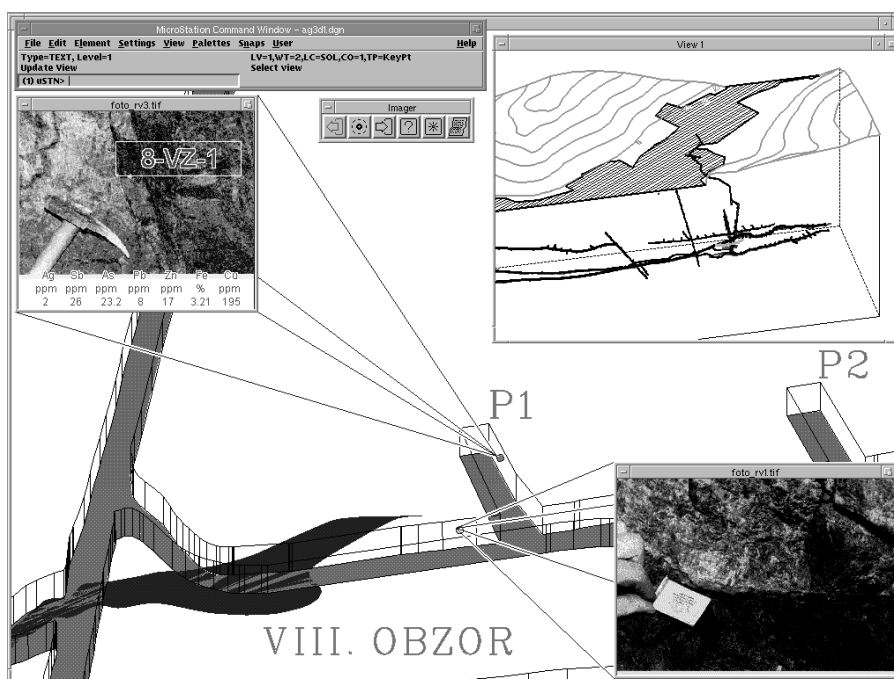 MicroStation Command Window - ag3d1.dgn
File Edit Element Settings View Palettes Snaps User Help
Type=TEXT, Level=1 LV=1,WT=2,LC=SOL,CO=1,TP=KeyPt
Update View Select view
(1) uSTN>
View 1
foto_rv3.tif
Imager
8-VZ-1
Ag Sb As Pb Zn Fe Cu
ppm ppm ppm ppm ppm % ppm
2 26 23.2 8 17 3.21 195
P2
P1
foto_rv1.tif
VIII. OBZOR